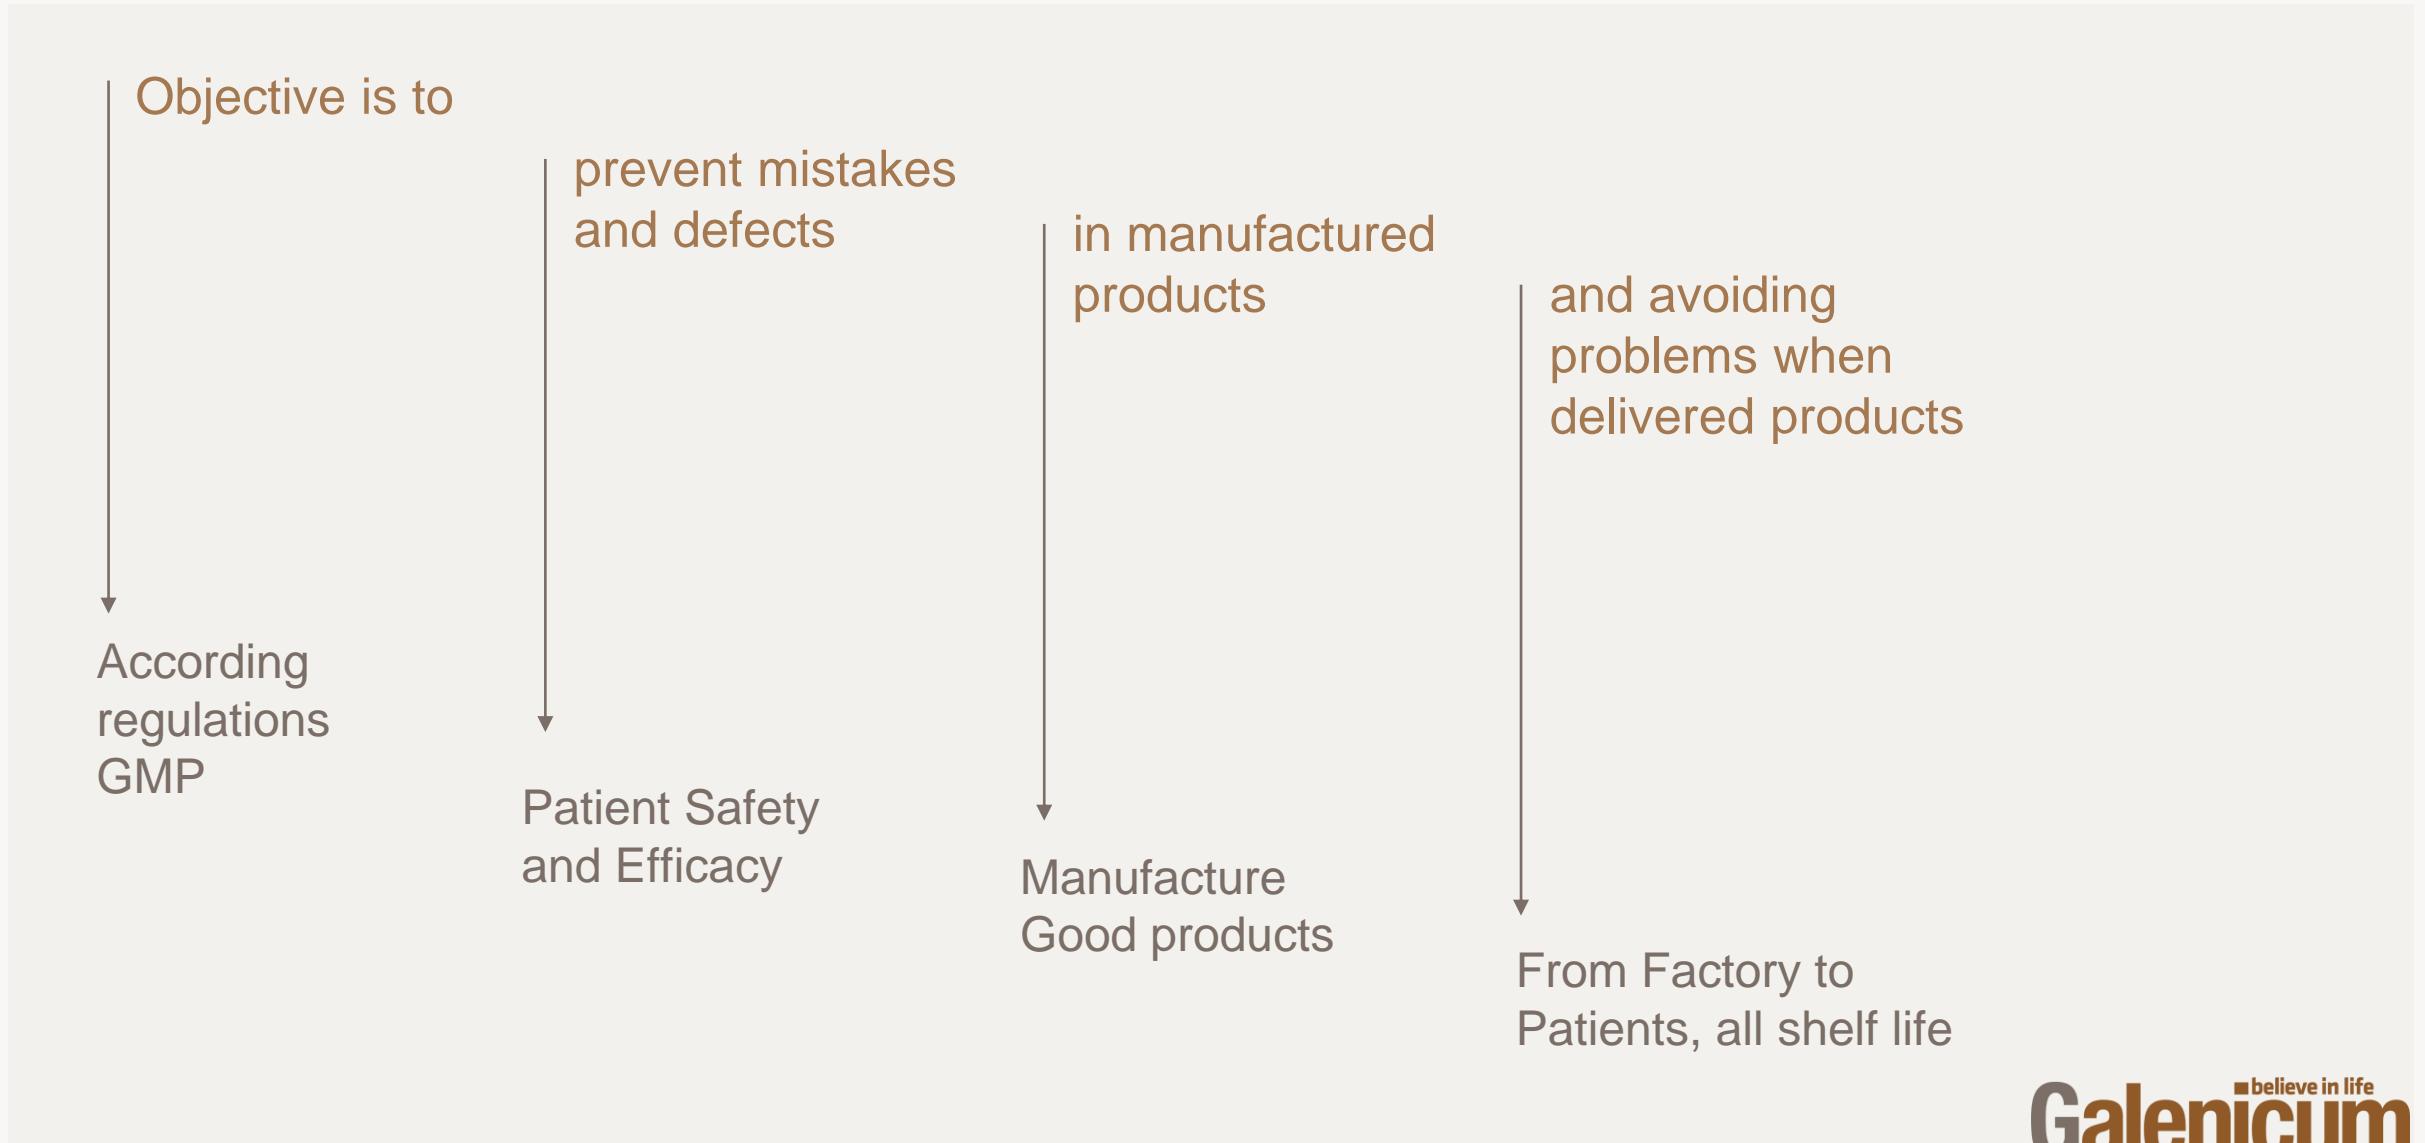 Objective is to
prevent mistakes
and defects
in manufactured
products
and avoiding
problems when
delivered products
According
regulations
GMP
Patient Safety
and Efficacy
Manufacture
Good products
From Factory to
Patients, all shelf life
believe in life
Galenicum